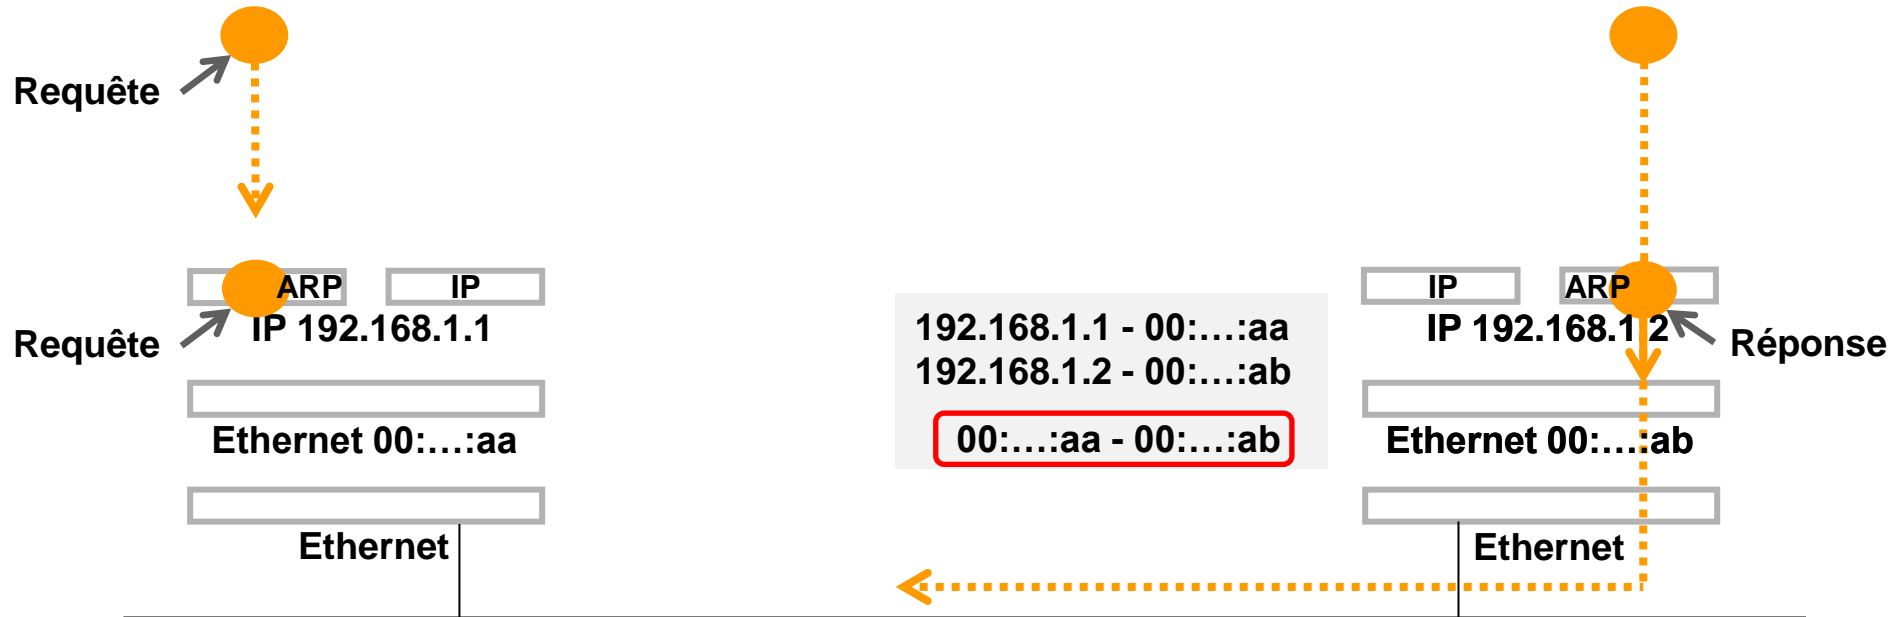 Requête
ARP
IP
IP 192.168.1.1
Requête
Ethernet 00:...:aa
Ethernet
192.168.1.1 - 00:...:aa
192.168.1.2 - 00:...:ab
00:...:aa - 00:...:ab
IP
ARP
IP 192.168.1.2
Réponse
Ethernet 00:...:ab
Ethernet